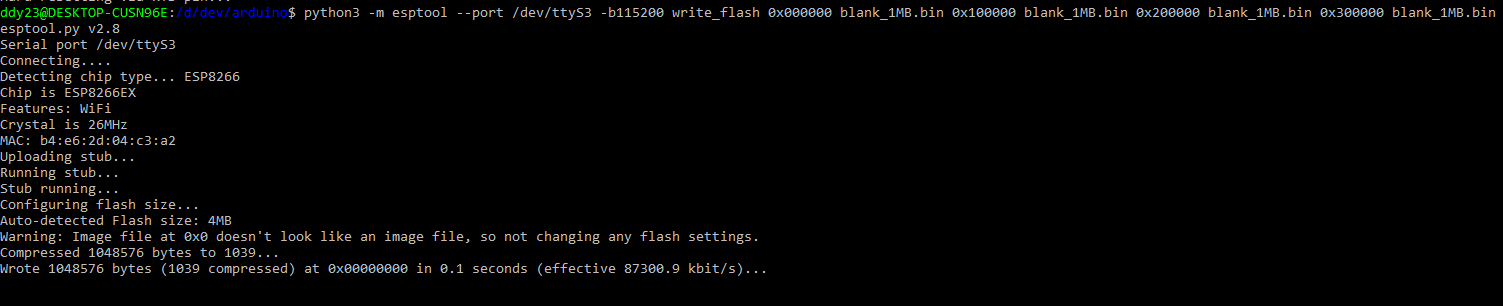 ddy23@DESKTOP-CUSN96E:/d/dev/arduino$ python3 -m esptool --port /dev/ttyS3 -b115200 write_flash 0x000000 blank_1MB.bin 0x100000 blank_1MB.bin 0x200000 blank_1MB.bin 0x300000 blank_1MB.bin
esptool.py v2.8
Serial port /dev/ttyS3
Connecting....
Detecting chip type... ESP8266
Chip is ESP8266EX
Features: WiFi
Crystal is 26MHz
MAC: b4:e6:2d:04:c3:a2
Uploading stub...
Running stub...
Stub running...
Configuring flash size...
Auto-detected Flash size: 4MB
Warning: Image file at 0x0 doesn't look like an image file, so not changing any flash settings.
Compressed 1048576 bytes to 1039...
Wrote 1048576 bytes (1039 compressed) at 0x00000000 in 0.1 seconds (effective 87300.9 kbit/s)...